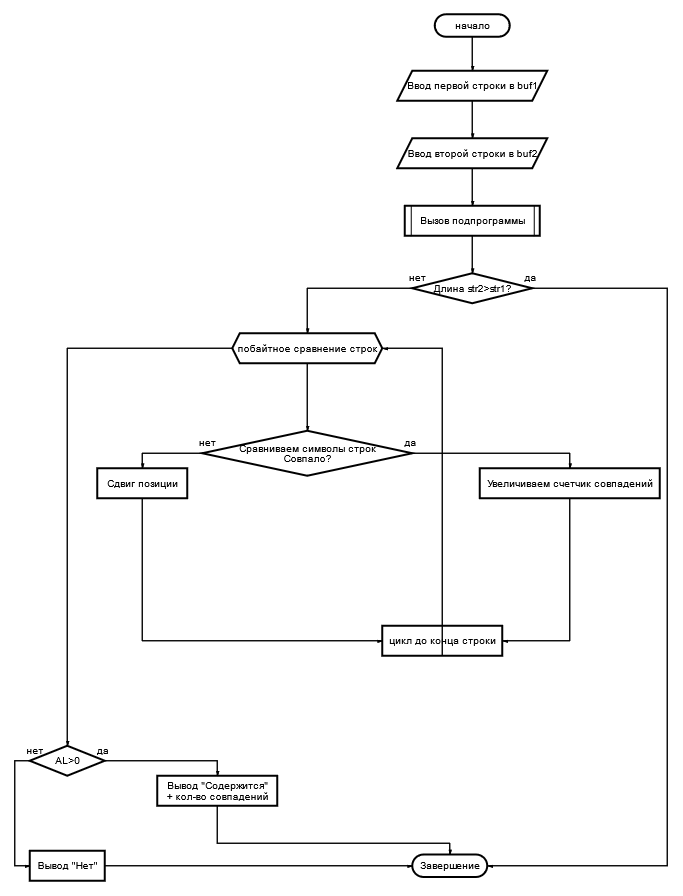 начало
Ввод первой строки в buf1
Ввод второй строки в buf2
Вызов подпрограммы
нет
да
Длина str2>str1?
побайтное сравнение строк
нет
да
Сравниваем символы строк
Совпало?
Сдвиг позиции
Увеличиваем счетчик совпадений
цикл до конца строки
нет
да
AL>0
Вывод "Содержится"
+ кол-во совпадений
Вывод "Нет"
Завершение